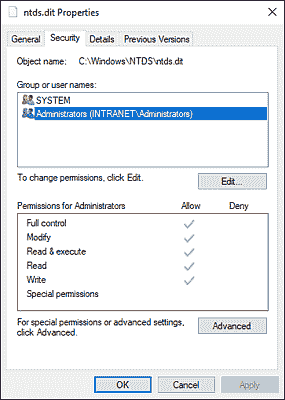 ntds.dit Properties
General Security Details Previous Versions
Object name: C:\Windows\NTDS\ntds.dit
Group or user names:
SYSTEM
Administrators (INTRANET\Administrators)
To change permissions, click Edit.
Edit...
Permissions for Administrators Allow Deny
Full control
Modify
Read & execute
Read
Write
Special permissions
For special permissions or advanced settings,
click Advanced.
Advanced
OK Cancel Apply